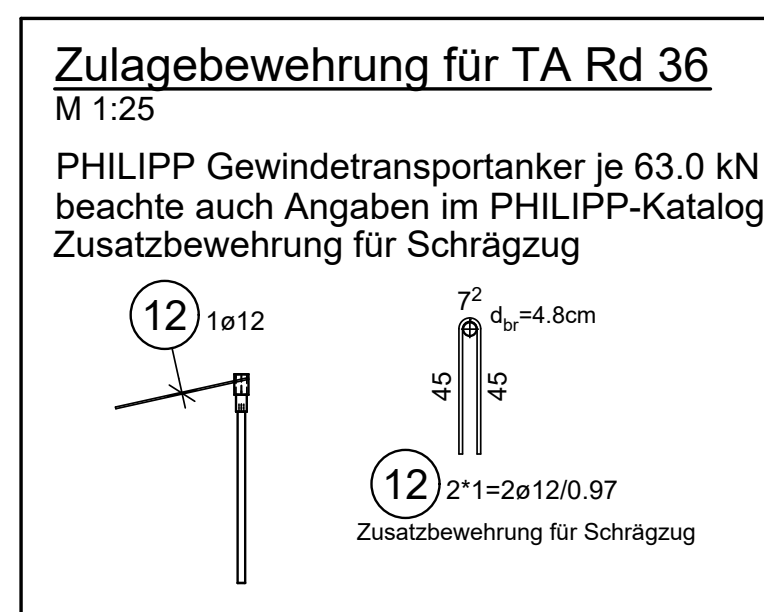 Zulagebewehrung für TA Rd 36
M 1:25
PHILIPP Gewindetransportanker je 63.0 kN
beachte auch Angaben im PHILIPP-Katalog
Zusatzbewehrung für Schrägzug
12 1ø12
7²
d_br=4.8cm
45
45
12 2*1=2ø12/0.97
Zusatzbewehrung für Schrägzug